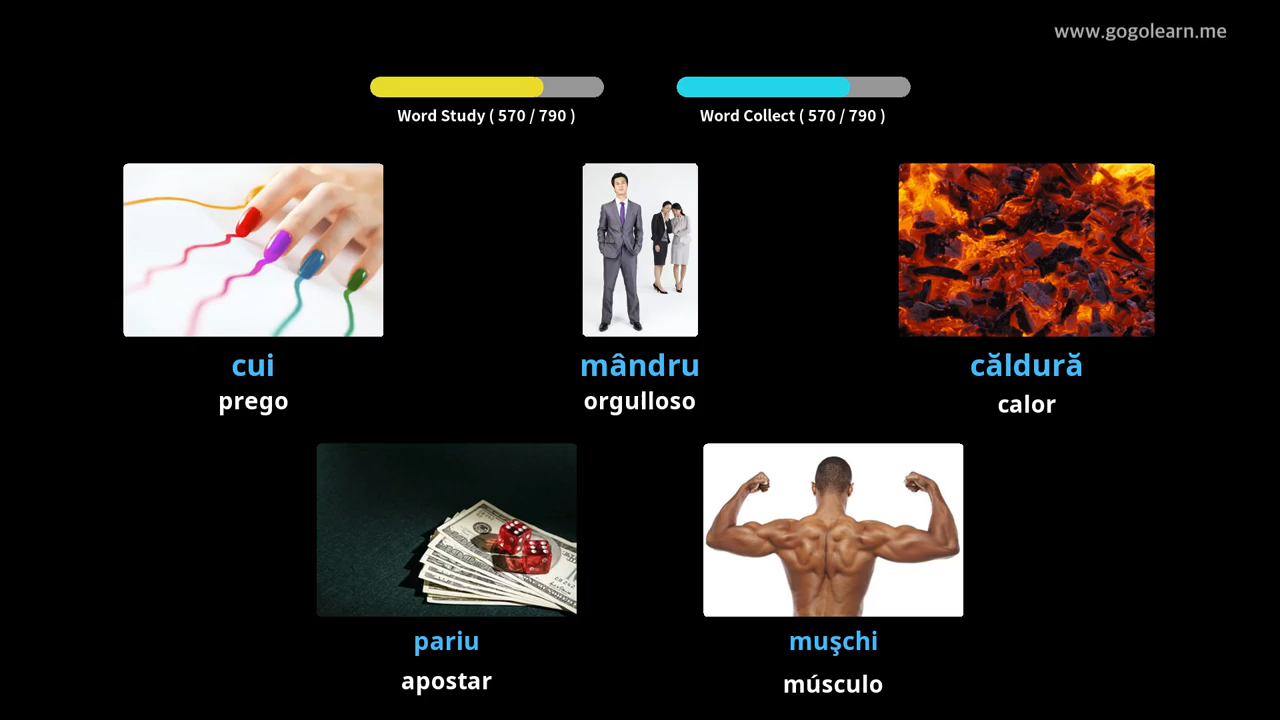 www.gogolearn.me
Word Study ( 570 / 790 )
Word Collect ( 570 / 790 )
cui
prego
mândru
orgulloso
căldură
calor
pariu
apostar
muşchi
músculo